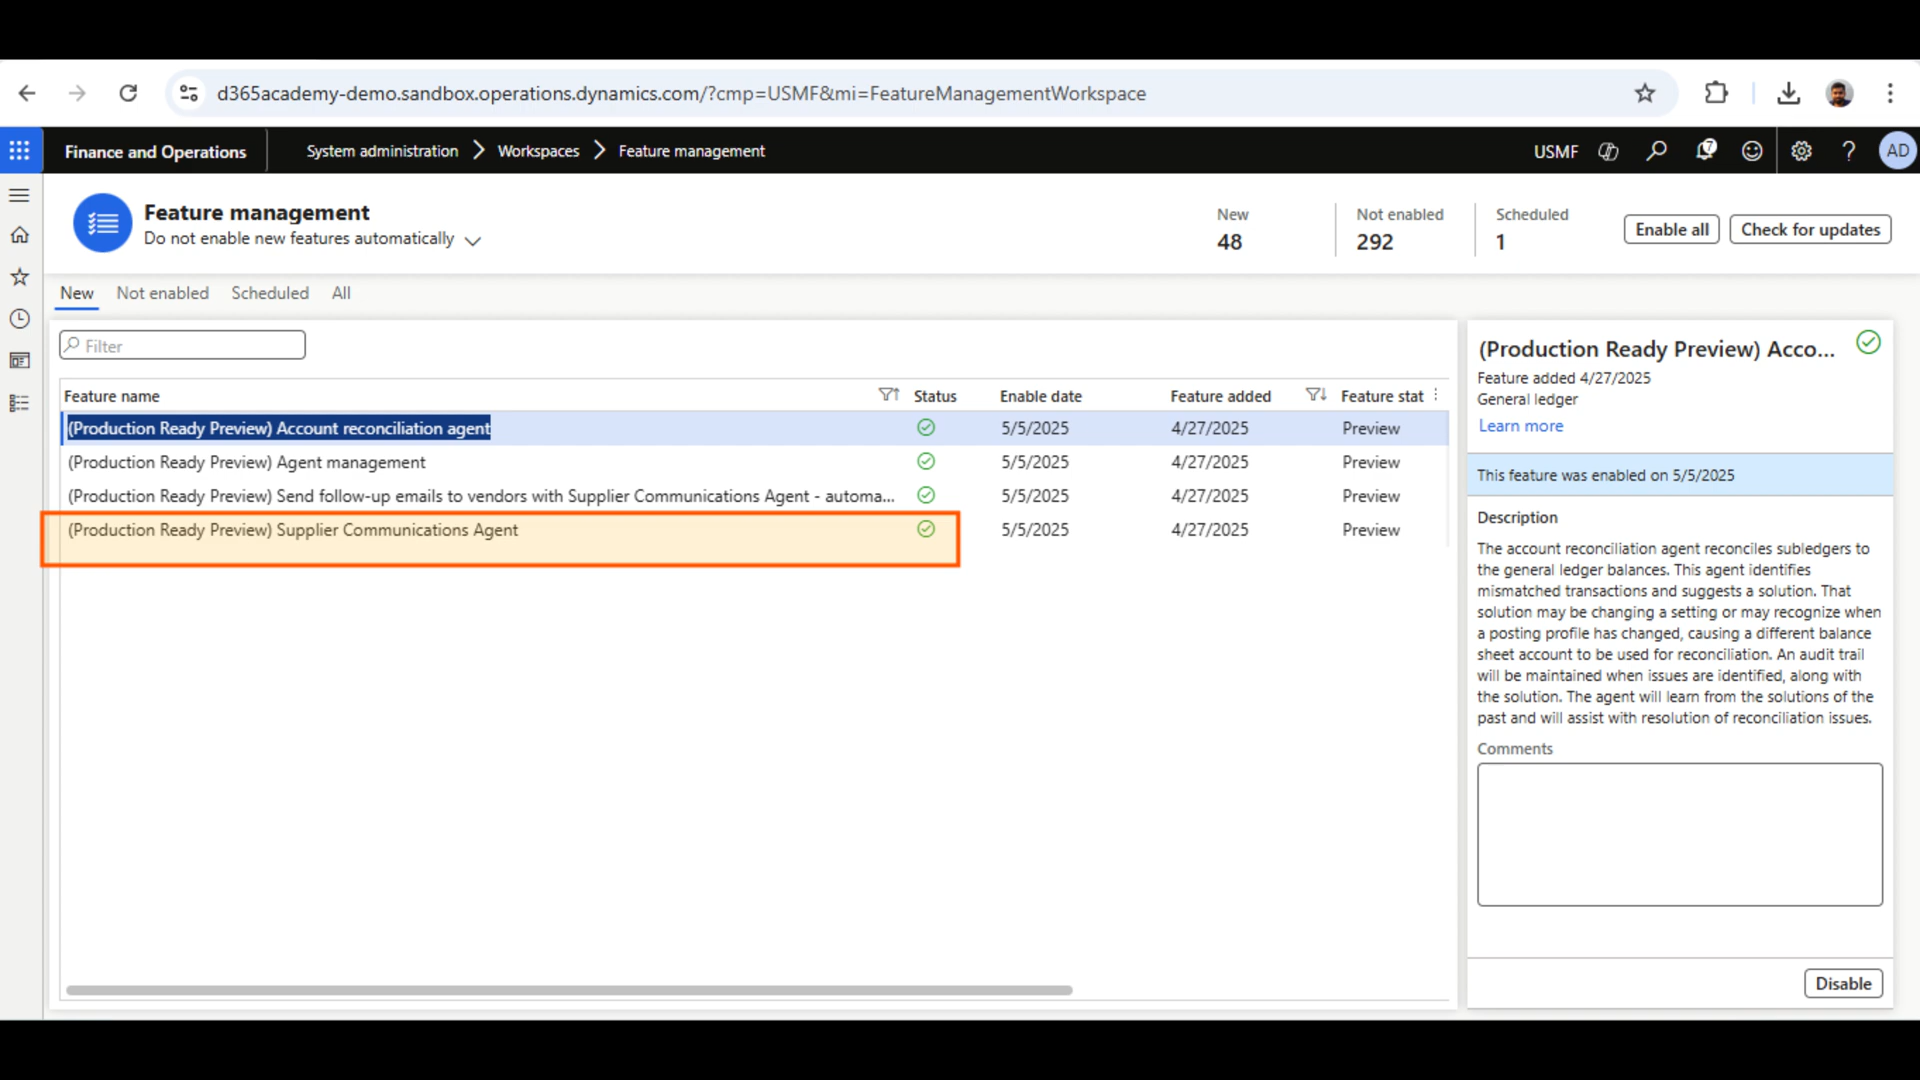 d365academy-demo.sandbox.operations.dynamics.com/?cmp=USMF&mi=FeatureManagementWorkspace
Finance and Operations
System administration
Workspaces
Feature management
USMF
7
AD
Feature management
Do not enable new features automatically
New
48
Not enabled
292
Scheduled
1
Enable all
Check for updates
New
Not enabled
Scheduled
All
Filter
Feature name
Status
Enable date
Feature added
Feature stat
(Production Ready Preview) Account reconciliation agent 5/5/2025 4/27/2025 Preview
(Production Ready Preview) Agent management 5/5/2025 4/27/2025 Preview
(Production Ready Preview) Send follow-up emails to vendors with Supplier Communications Agent - automa... 5/5/2025 4/27/2025 Preview
(Production Ready Preview) Supplier Communications Agent 5/5/2025 4/27/2025 Preview
(Production Ready Preview) Acco...
Feature added 4/27/2025
General ledger
Learn more
This feature was enabled on 5/5/2025
Description
The account reconciliation agent reconciles subledgers to
the general ledger balances. This agent identifies
mismatched transactions and suggests a solution. That
solution may be changing a setting or may recognize when
a posting profile has changed, causing a different balance
sheet account to be used for reconciliation. An audit trail
will be maintained when issues are identified, along with
the solution. The agent will learn from the solutions of the
past and will assist with resolution of reconciliation issues.
Comments
Disable